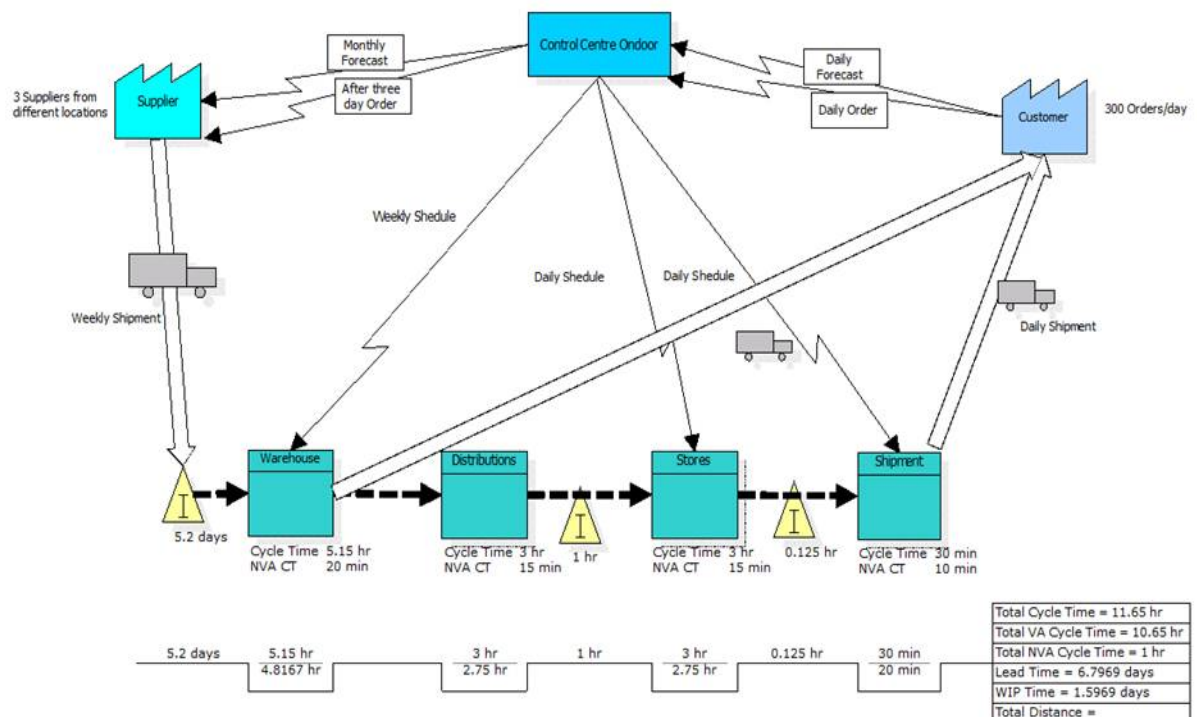 Control Centre Ondoor
Monthly
Forecast
After three
day Order
Daily
Forecast
Daily Order
3 Suppliers from
different locations
Supplier
Customer
300 Orders/day
Weekly Shedule
Daily Shedule
Daily Shedule
Weekly Shipment
Daily Shipment
Warehouse
Distributions
Stores
Shipment
I
I
I
5.2 days
1 hr
0.125 hr
Cycle Time 5.15 hr
NVA CT 20 min
Cycle Time 3 hr
NVA CT 15 min
Cycle Time 3 hr
NVA CT 15 min
Cycle Time 30 min
NVA CT 10 min
5.2 days 5.15 hr 3 hr 1 hr 3 hr 0.125 hr 30 min
4.8167 hr 2.75 hr 2.75 hr 20 min
Total Cycle Time = 11.65 hr
Total VA Cycle Time = 10.65 hr
Total NVA Cycle Time = 1 hr
Lead Time = 6.7969 days
WIP Time = 1.5969 days
Total Distance =